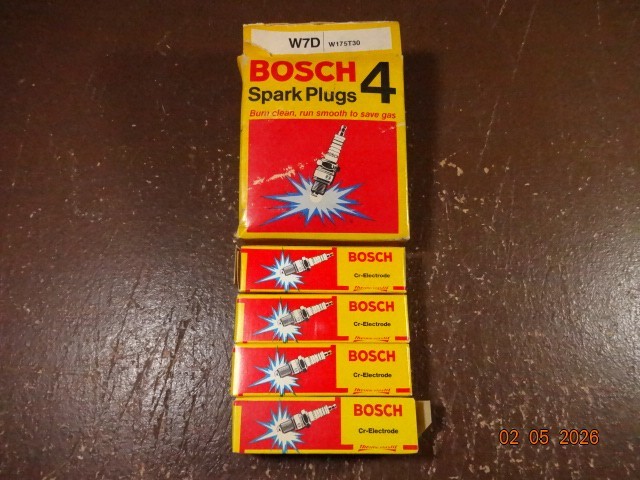 W7D W175T30
BOSCH
Spark Plugs 4
Burn clean, run smooth to save gas
BOSCH
Cr-Electrode
BOSCH
Cr-Electrode
BOSCH
Cr-Electrode
BOSCH
Cr-Electrode
02 05 2026